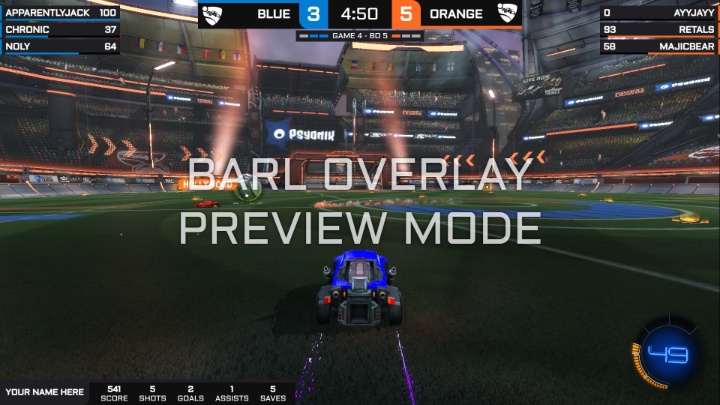 BLUE 3 4:50 5 ORANGE
GAME 4 - BO 5
APPARENTLYJACK 100
CHRONIC 37
NOLY 64
0 AYYJAYY
93 RETALS
58 MAJICBEAR
PSYONIX
BARL OVERLAY
PREVIEW MODE
49
YOUR NAME HERE
541 5 2 1 5
SCORE SHOTS GOALS ASSISTS SAVES